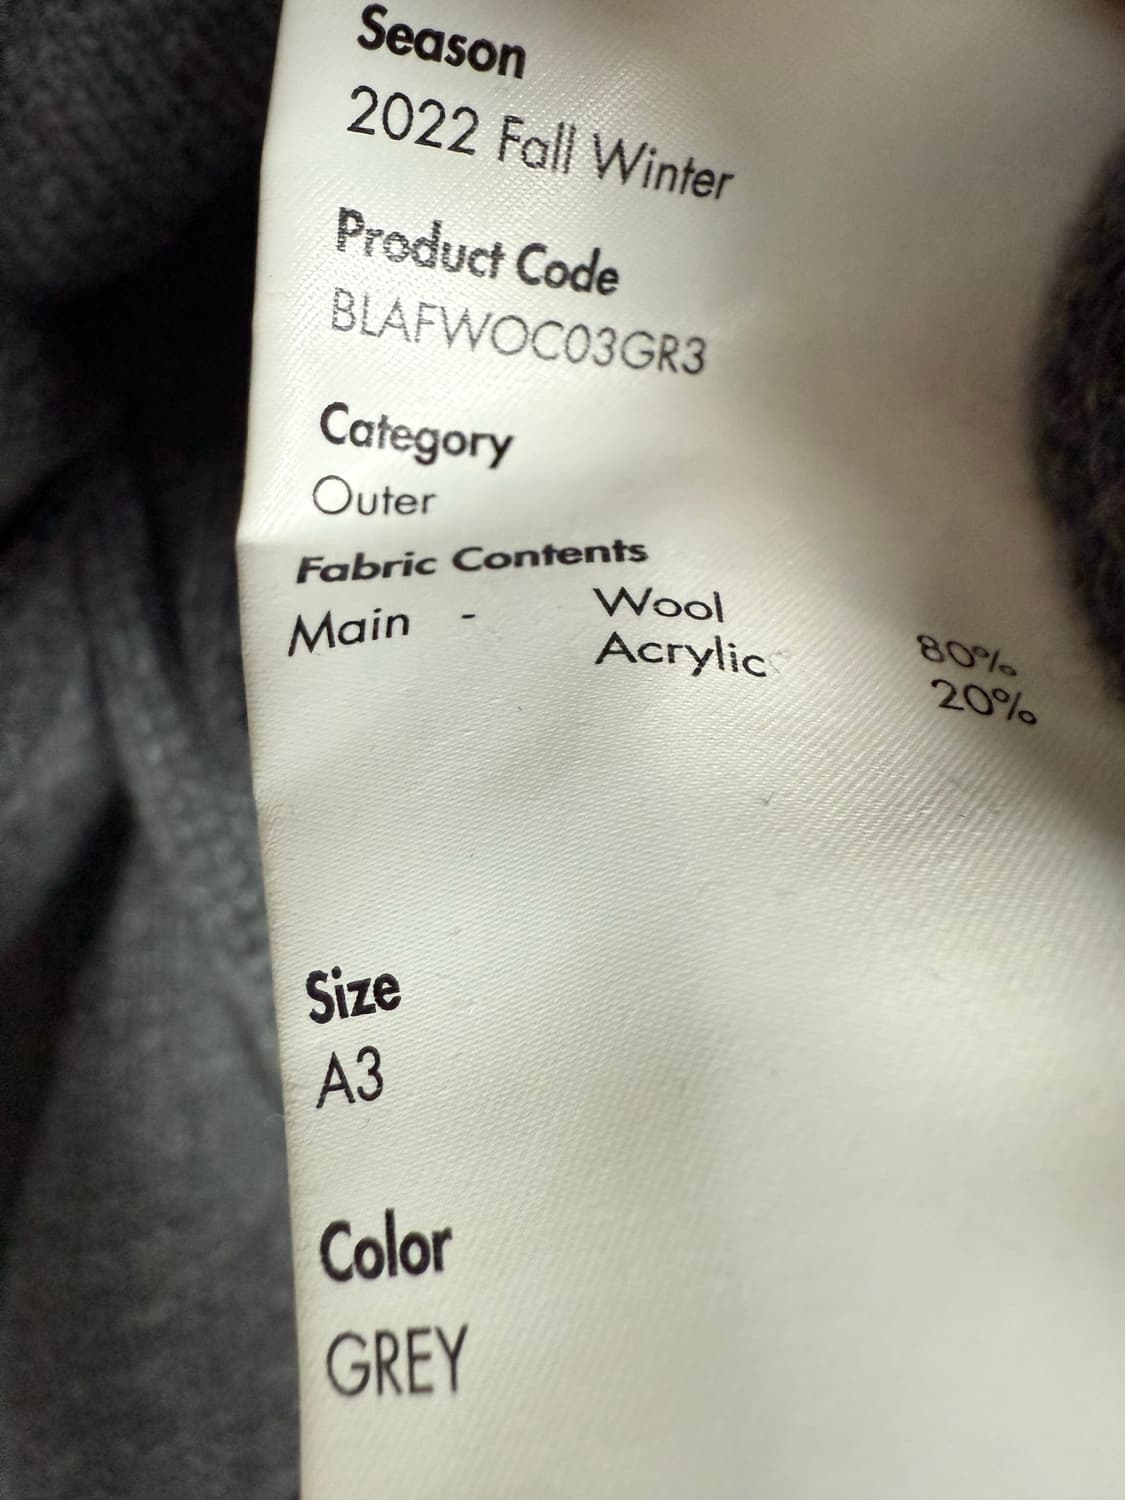 Season
2022 Fall Winter
Product Code
BLAFWOC03GR3
Category
Outer
Fabric Contents
Main - Wool 80%
Acrylic 20%
Size
A3
Color
GREY